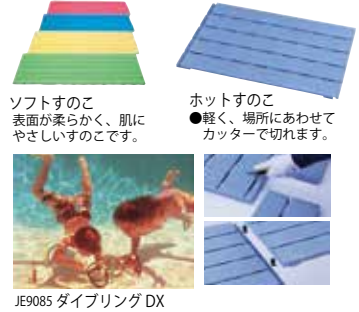 ソフトすのこ
表面が柔らかく、肌に
やさしいすのこです。
ホットすのこ
●軽く、場所にあわせて
カッターで切れます。
JE9085 ダイブリング DX